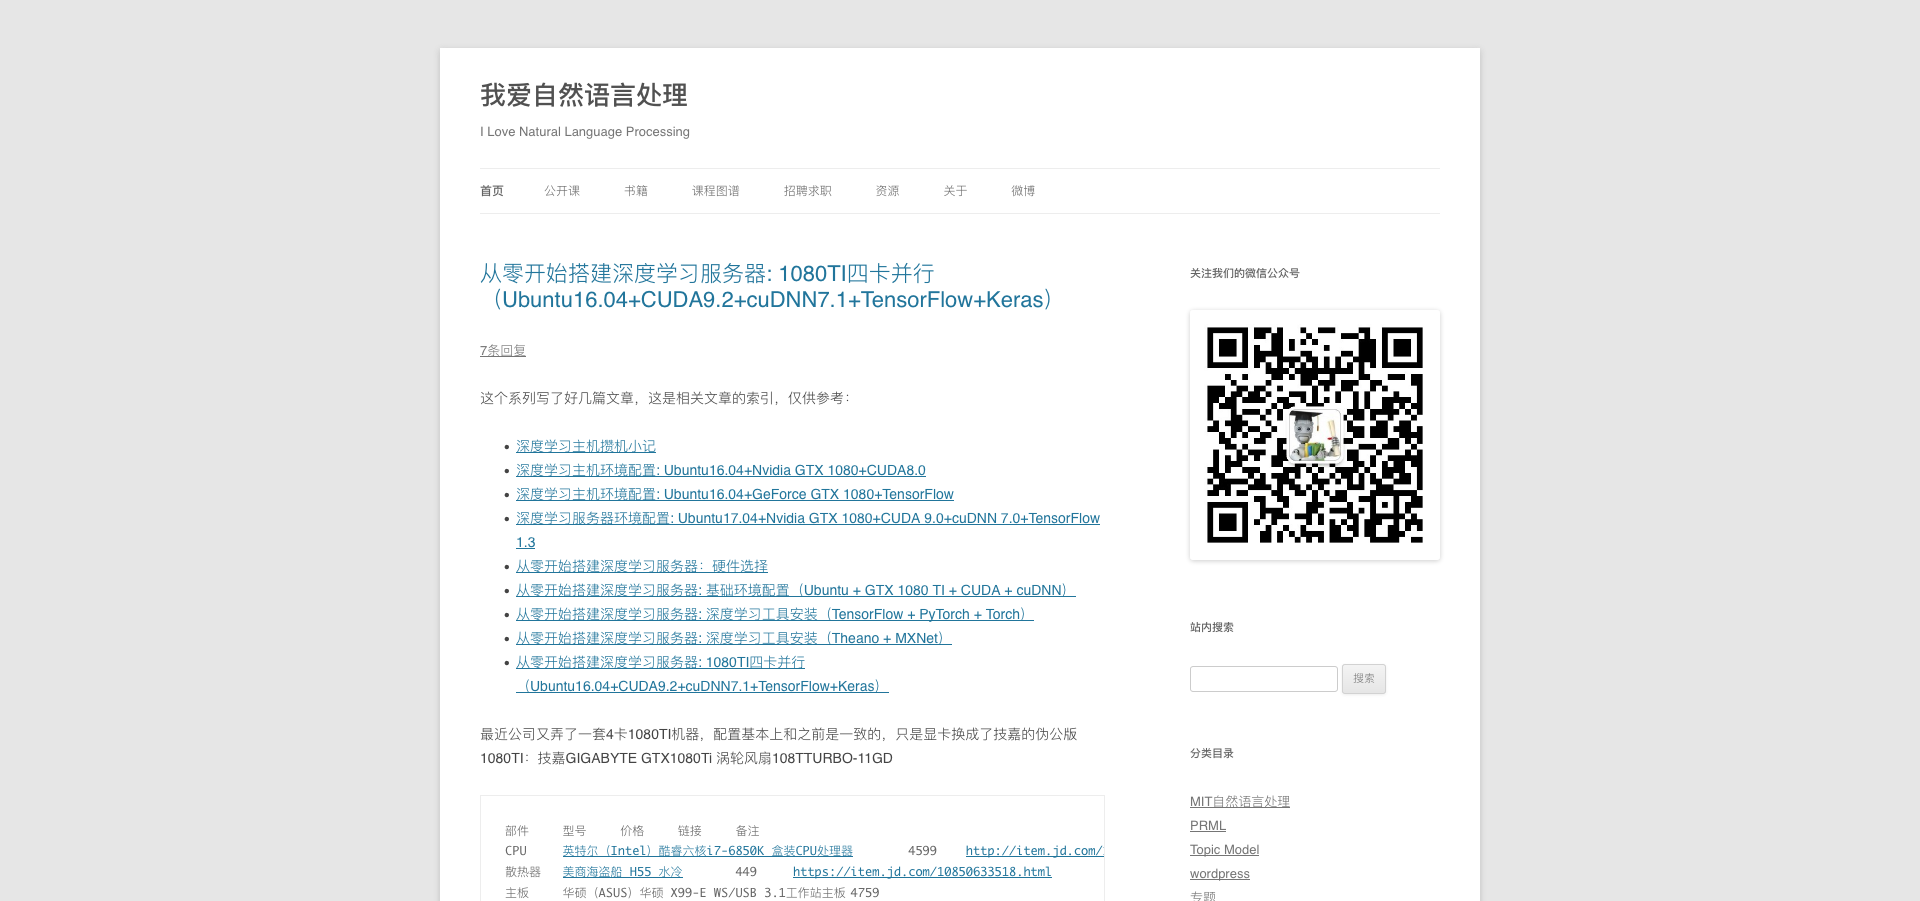 我爱自然语言处理
I Love Natural Language Processing
首页 公开课 书籍 课程图谱 招聘求职 资源 关于 微博
从零开始搭建深度学习服务器: 1080TI四卡并行
（Ubuntu16.04+CUDA9.2+cuDNN7.1+TensorFlow+Keras）
7条回复
这个系列写了好几篇文章，这是相关文章的索引，仅供参考：
• 深度学习主机攒机小记
• 深度学习主机环境配置: Ubuntu16.04+Nvidia GTX 1080+CUDA8.0
• 深度学习主机环境配置: Ubuntu16.04+GeForce GTX 1080+TensorFlow
• 深度学习服务器环境配置: Ubuntu17.04+Nvidia GTX 1080+CUDA 9.0+cuDNN 7.0+TensorFlow
1.3
• 从零开始搭建深度学习服务器：硬件选择
• 从零开始搭建深度学习服务器: 基础环境配置（Ubuntu + GTX 1080 TI + CUDA + cuDNN）
• 从零开始搭建深度学习服务器: 深度学习工具安装（TensorFlow + PyTorch + Torch）
• 从零开始搭建深度学习服务器: 深度学习工具安装（Theano + MXNet）
• 从零开始搭建深度学习服务器: 1080TI四卡并行
（Ubuntu16.04+CUDA9.2+cuDNN7.1+TensorFlow+Keras）
最近公司又弄了一套4卡1080TI机器，配置基本上和之前是一致的，只是显卡换成了技嘉的伪公版
1080TI：技嘉GIGABYTE GTX1080Ti 涡轮风扇108TTURBO-11GD
部件 型号 价格 链接 备注
CPU 英特尔（Intel）酷睿六核i7-6850K 盒装CPU处理器 4599 http://item.jd.com/
散热器 美商海盗船 H55 水冷 449 https://item.jd.com/10850633518.html
主板 华硕（ASUS）华硕 X99-E WS/USB 3.1工作站主板 4759
关注我们的微信公众号
站内搜索
搜索
分类目录
MIT自然语言处理
PRML
Topic Model
wordpress
专题